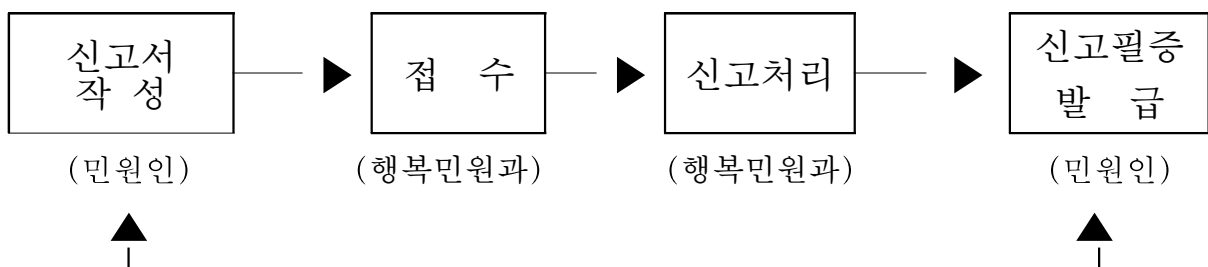 신고서
작 성
접 수
신고처리
신고필증
발 급
(민원인)
(행복민원과)
(행복민원과)
(민원인)